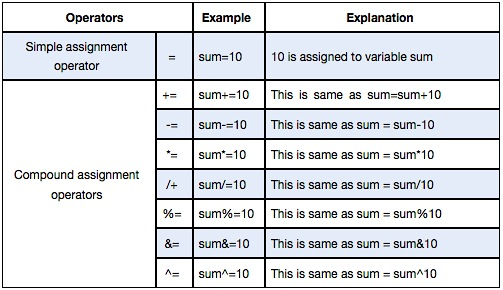 Operators Example Explanation
Simple assignment
operator
= sum=10 10 is assigned to variable sum
Compound assignment
operators
+= sum+=10 This is same as sum=sum+10
-= sum-=10 This is same as sum = sum-10
*= sum*=10 This is same as sum = sum*10
/+ sum/=10 This is same as sum = sum/10
%= sum%=10 This is same as sum = sum%10
&= sum&=10 This is same as sum = sum&10
^= sum^=10 This is same as sum = sum^10